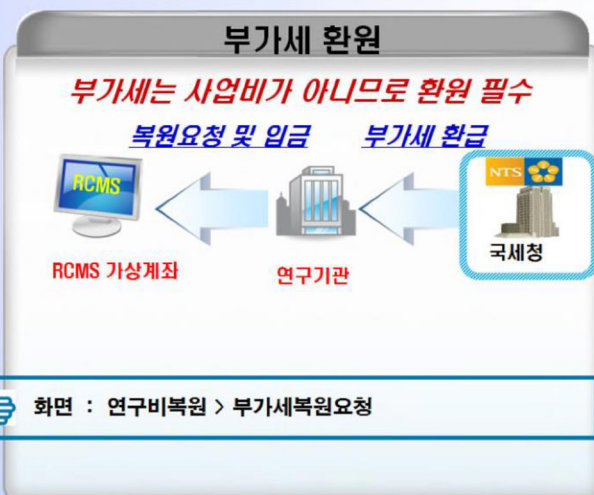 부가세 환원
부가세는 사업비가 아니므로 환원 필수
복원요청 및 입금 부가세 환급
RCMS
NTS
국세청
RCMS 가상계좌
연구기관
화면 : 연구비복원 > 부가세복원요청